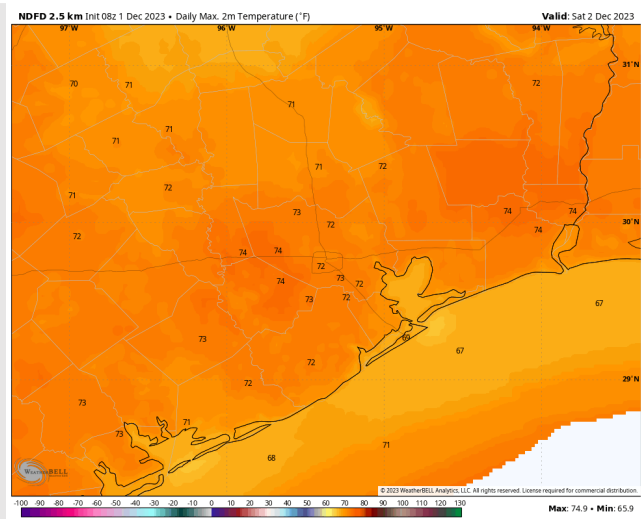 NDFD 2.5 km Init 08z 1 Dec 2023 • Daily Max. 2m Temperature (°F) Valid: Sat 2 Dec 2023
97°W 96°W 95°W 94°W
31°N
70 71 72
71
71
71
71 72
72
71
73 74 74
72 72 74
30°N
74 74
72
73
74 72
73 72
67
73 69
67
72
29°N
72
73
71
73
71
68
WEATHERBELL
© 2023 WeatherBELL Analytics, LLC. All rights reserved. License required for commercial distribution.
-100 -90 -80 -70 -60 -50 -40 -30 -20 -10 0 10 20 30 40 50 60 70 80 90 100 110 120 130
Max: 74.9 • Min: 65.9